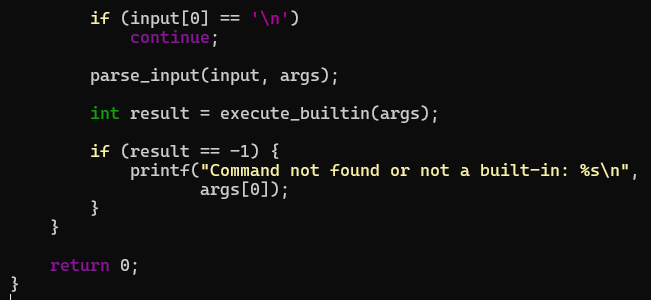 if (input[0] == '\n')
            continue;

        parse_input(input, args);

        int result = execute_builtin(args);

        if (result == -1) {
            printf("Command not found or not a built-in: %s\n",
                   args[0]);
        }
    }

    return 0;
}